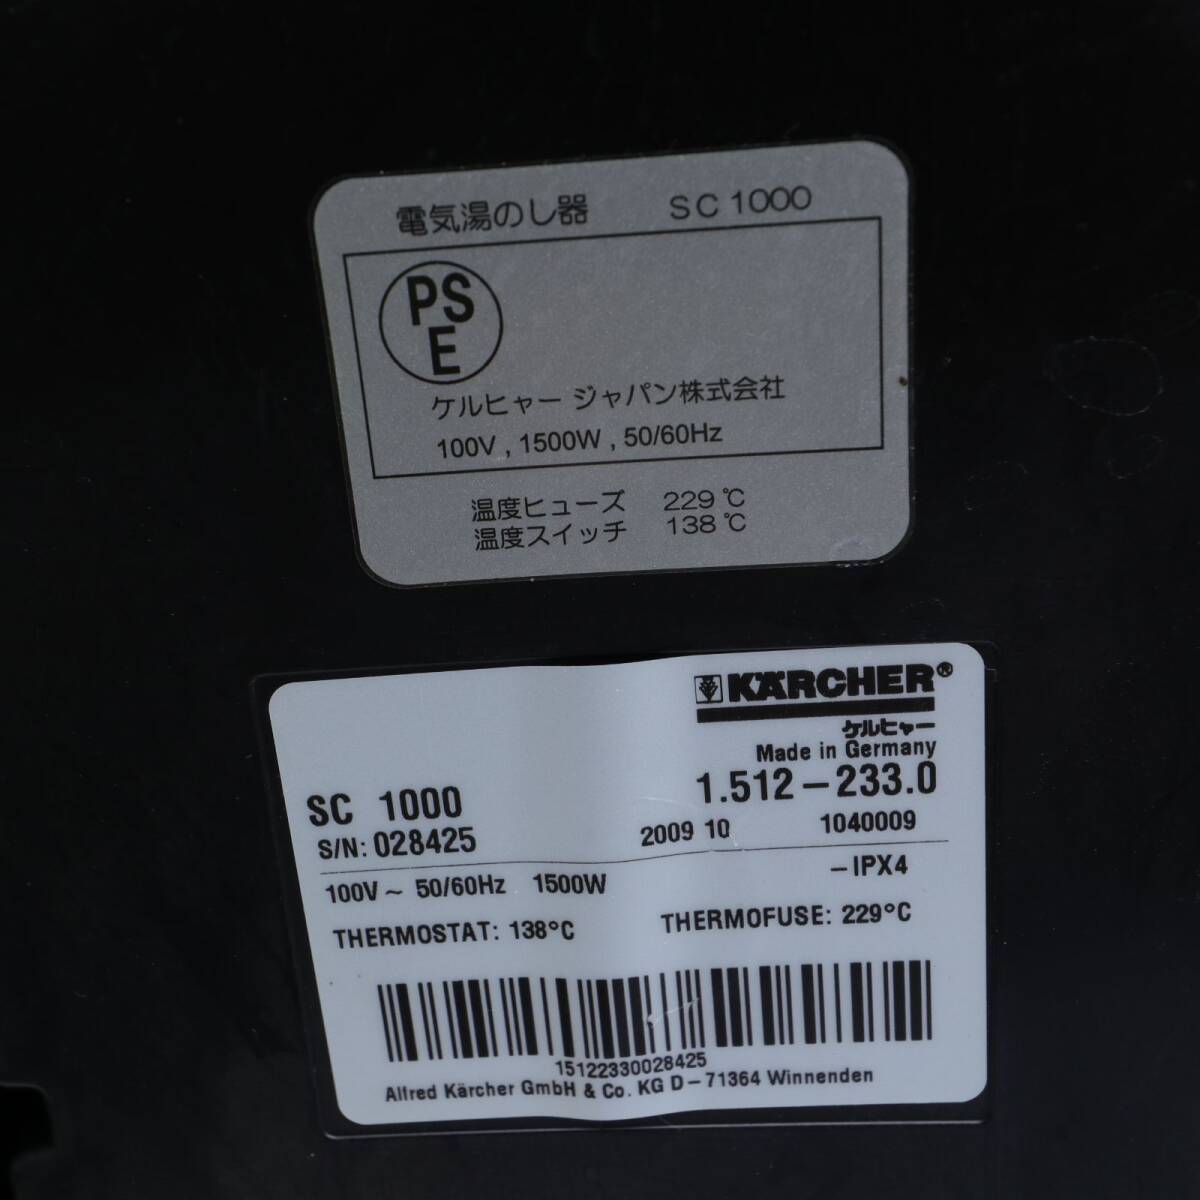 電気湯のし器 SC 1000
PS
E
ケルヒャー ジャパン株式会社
100V , 1500W , 50/60Hz
温度ヒューズ 229℃
温度スイッチ 138℃
KÄRCHER®
ケルヒャー
Made in Germany
SC 1000 1.512-233.0
S/N: 028425 2009 10 1040009
100V~ 50/60Hz 1500W -IPX4
THERMOSTAT: 138°C THERMOFUSE: 229°C
15122330028425
Alfred Kärcher GmbH & Co. KG D-71364 Winnenden